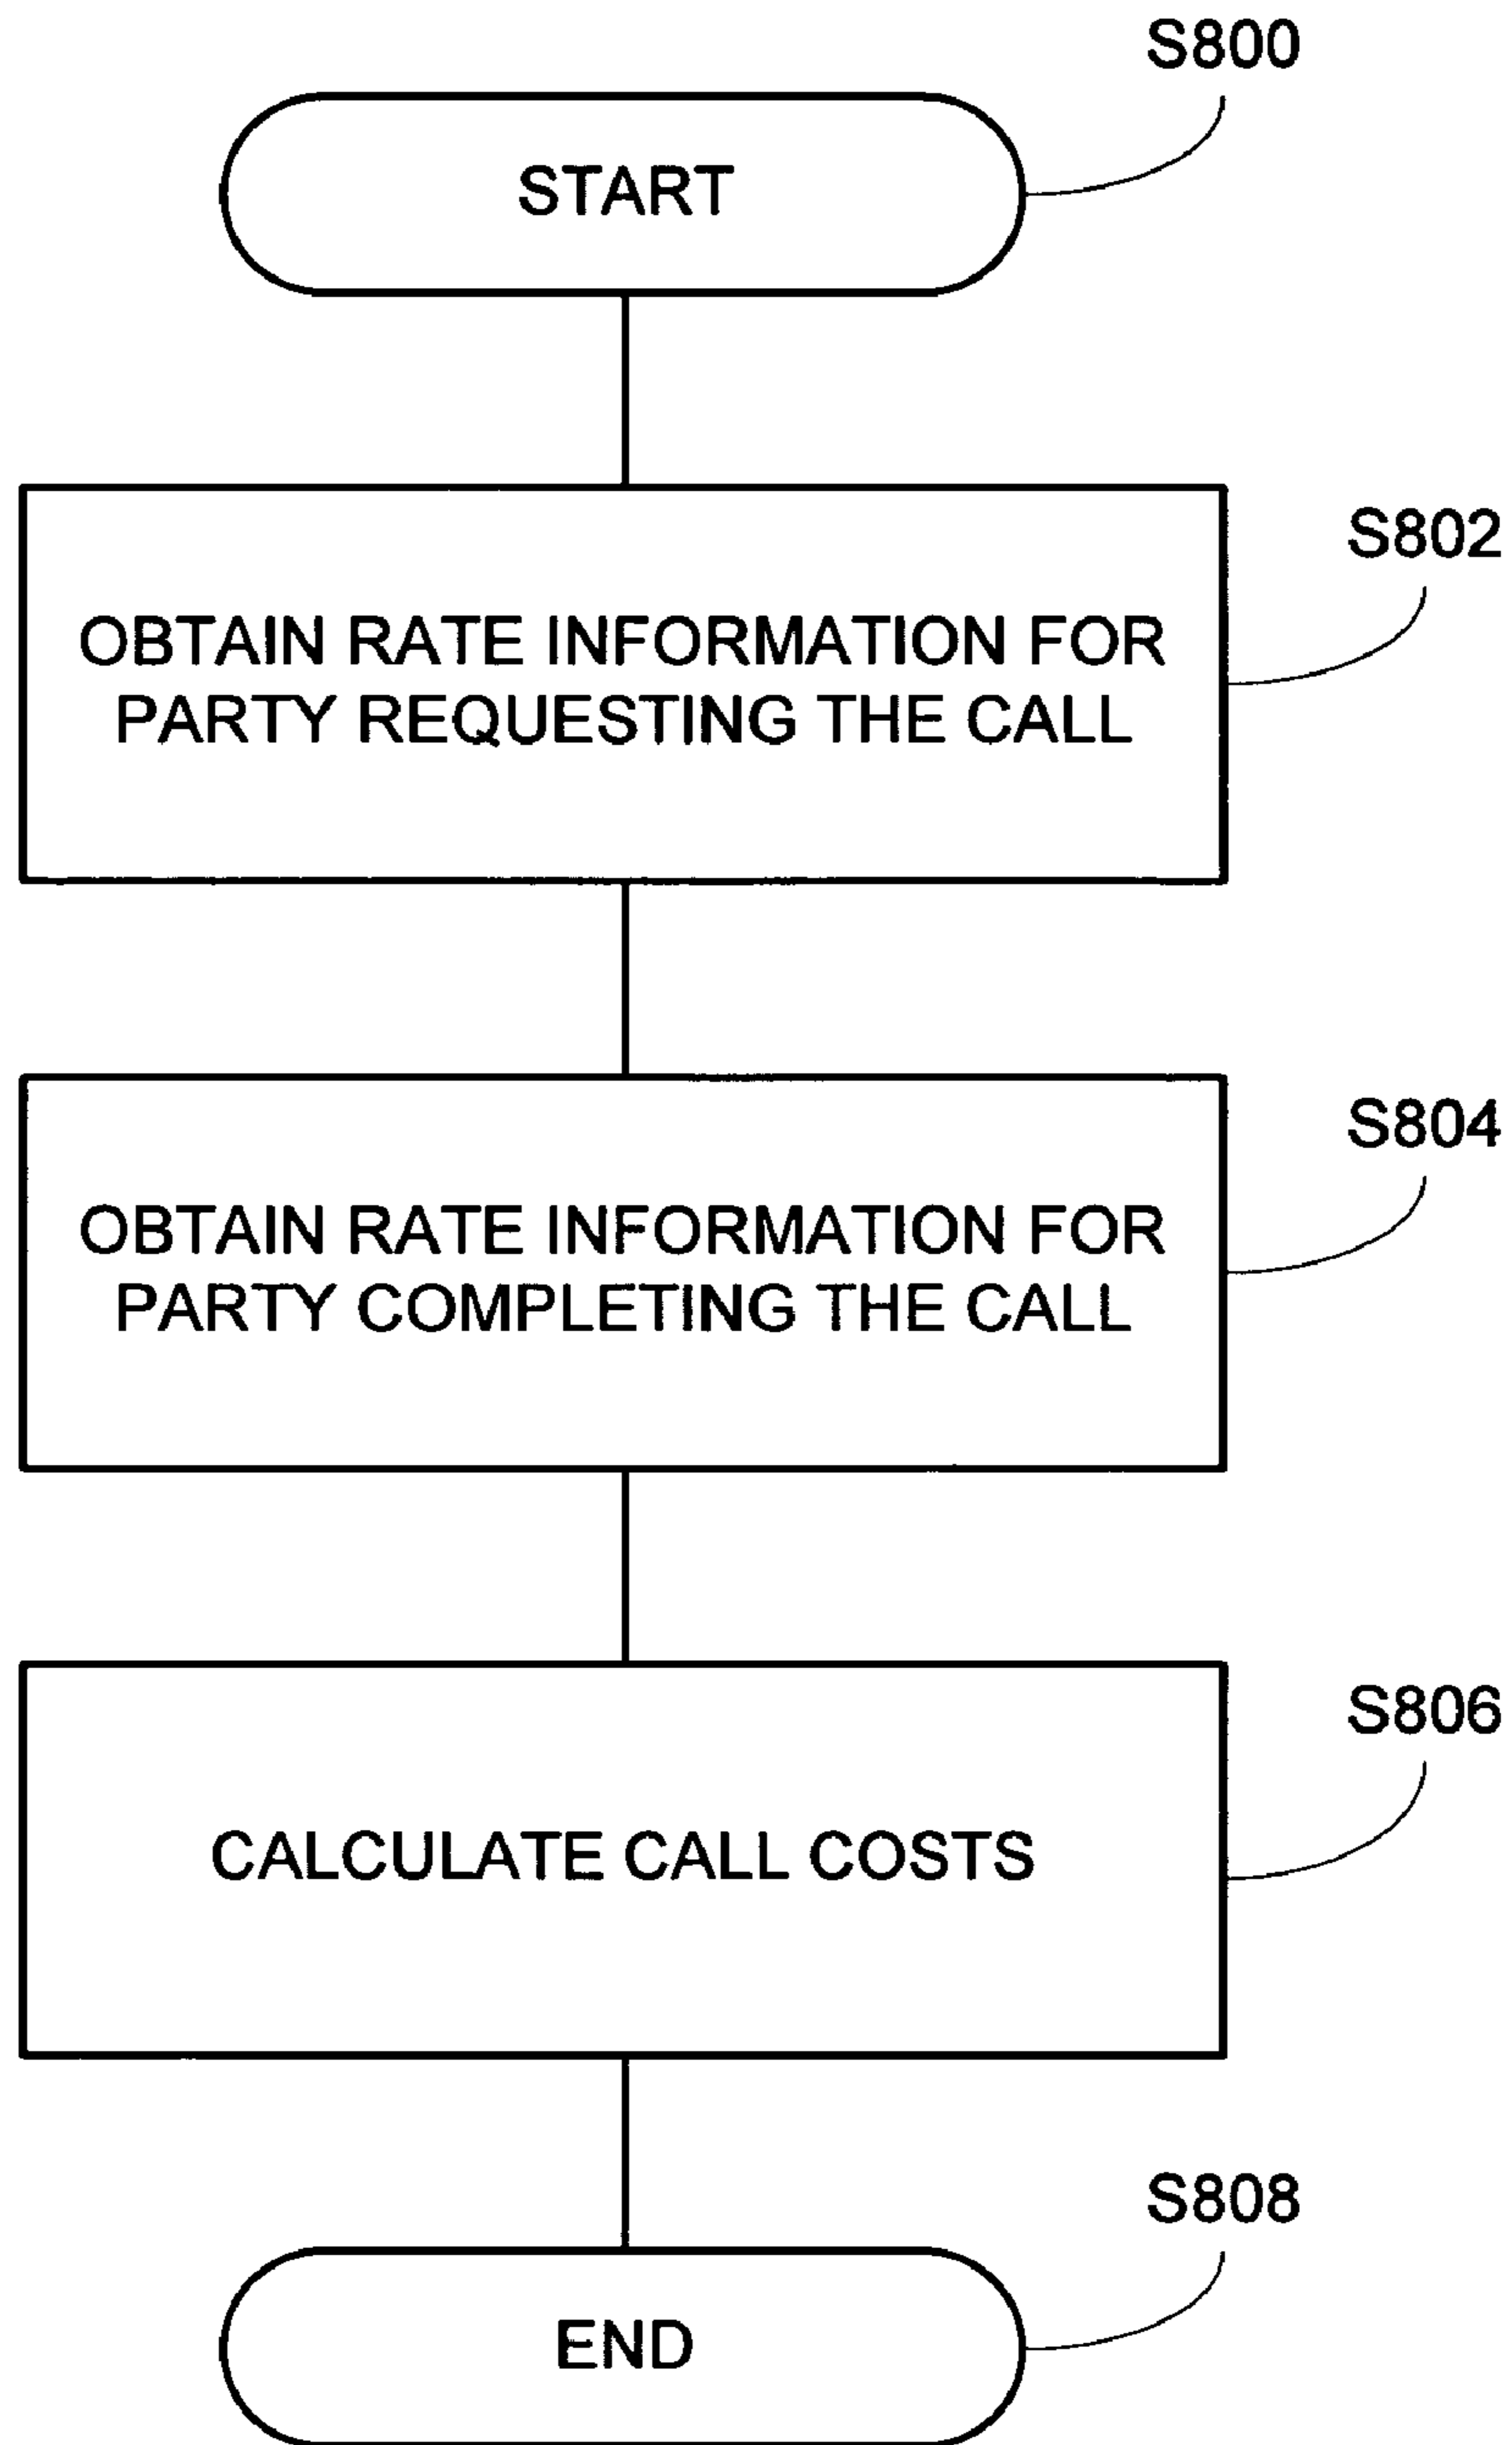 S800
START
S802
OBTAIN RATE INFORMATION FOR
PARTY REQUESTING THE CALL
S804
OBTAIN RATE INFORMATION FOR
PARTY COMPLETING THE CALL
S806
CALCULATE CALL COSTS
S808
END